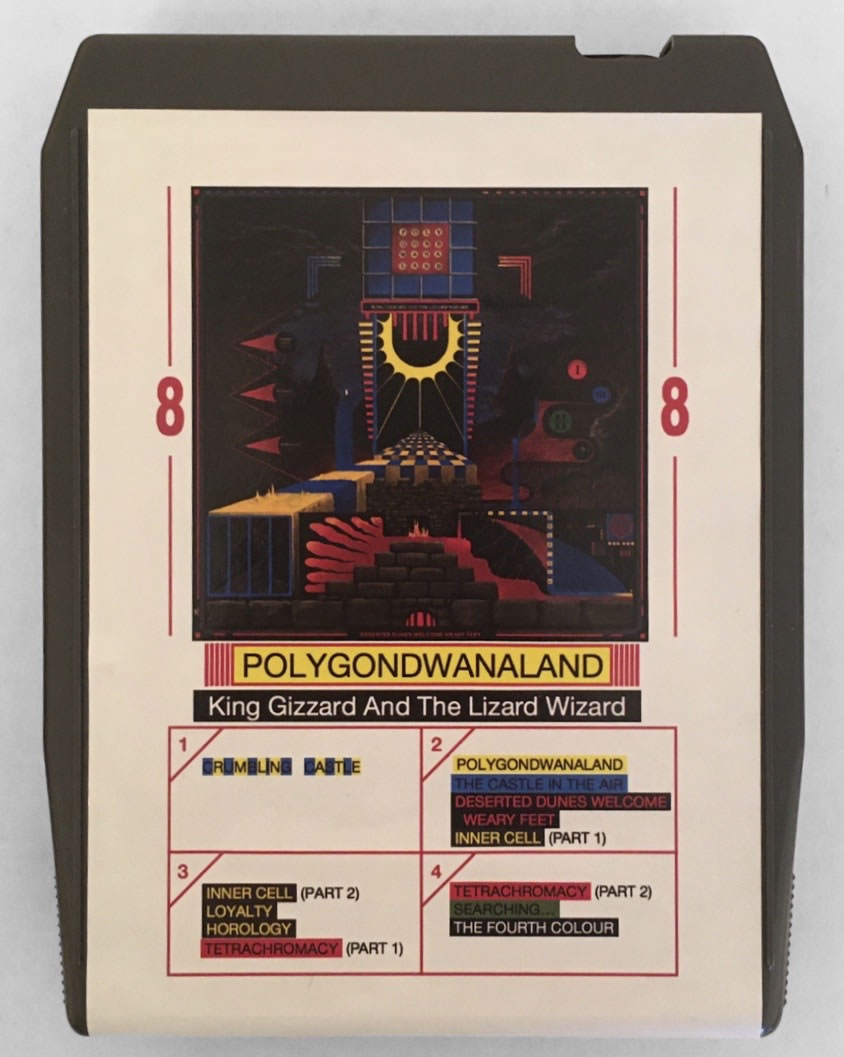 8
8
I
POLYGONDWANALAND
King Gizzard And The Lizard Wizard
1
CRUMBLING CASTLE
2
POLYGONDWANALAND
THE CASTLE IN THE AIR
DESERTED DUNES WELCOME
WEARY FEET
INNER CELL (PART 1)
3
INNER CELL (PART 2)
LOYALTY
HOROLOGY
TETRACHROMACY (PART 1)
4
TETRACHROMACY (PART 2)
SEARCHING...
THE FOURTH COLOUR